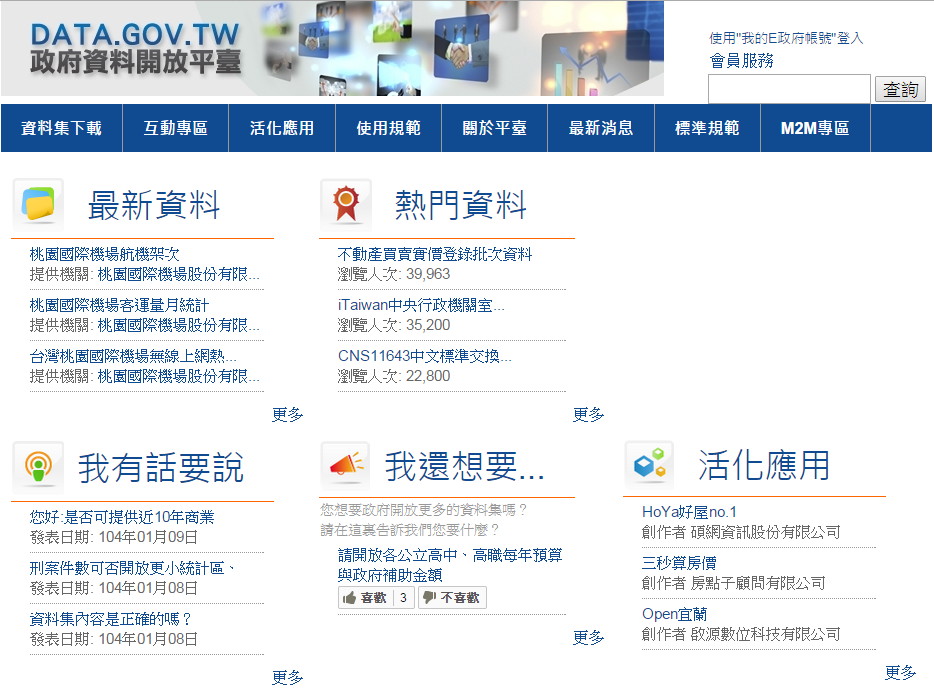 DATA.GOV.TW
政府資料開放平臺
使用"我的E政府帳號"登入
會員服務
查詢
資料集下載
互動專區
活化應用
使用規範
關於平臺
最新消息
標準規範
M2M專區
最新資料
桃園國際機場航機架次
提供機關: 桃園國際機場股份有限...
桃園國際機場客運量月統計
提供機關: 桃園國際機場股份有限...
台灣桃園國際機場無線上網熱...
提供機關: 桃園國際機場股份有限...
更多
熱門資料
不動產買賣實價登錄批次資料
瀏覽人次: 39,963
iTaiwan中央行政機關室...
瀏覽人次: 35,200
CNS11643中文標準交換...
瀏覽人次: 22,800
更多
我有話要說
您好:是否可提供近10年商業
發表日期: 104年01月09日
刑案件數可否開放更小統計區、
發表日期: 104年01月08日
資料集內容是正確的嗎？
發表日期: 104年01月08日
更多
我還想要...
您想要政府開放更多的資料集嗎？
請在這裏告訴我們您要什麼？
請開放各公立高中、高職每年預算
與政府補助金額
喜歡 3 不喜歡
更多
活化應用
HoYa好屋no.1
創作者 碩網資訊股份有限公司
三秒算房價
創作者 房點子顧問有限公司
Open宜蘭
創作者 啟源數位科技有限公司
更多